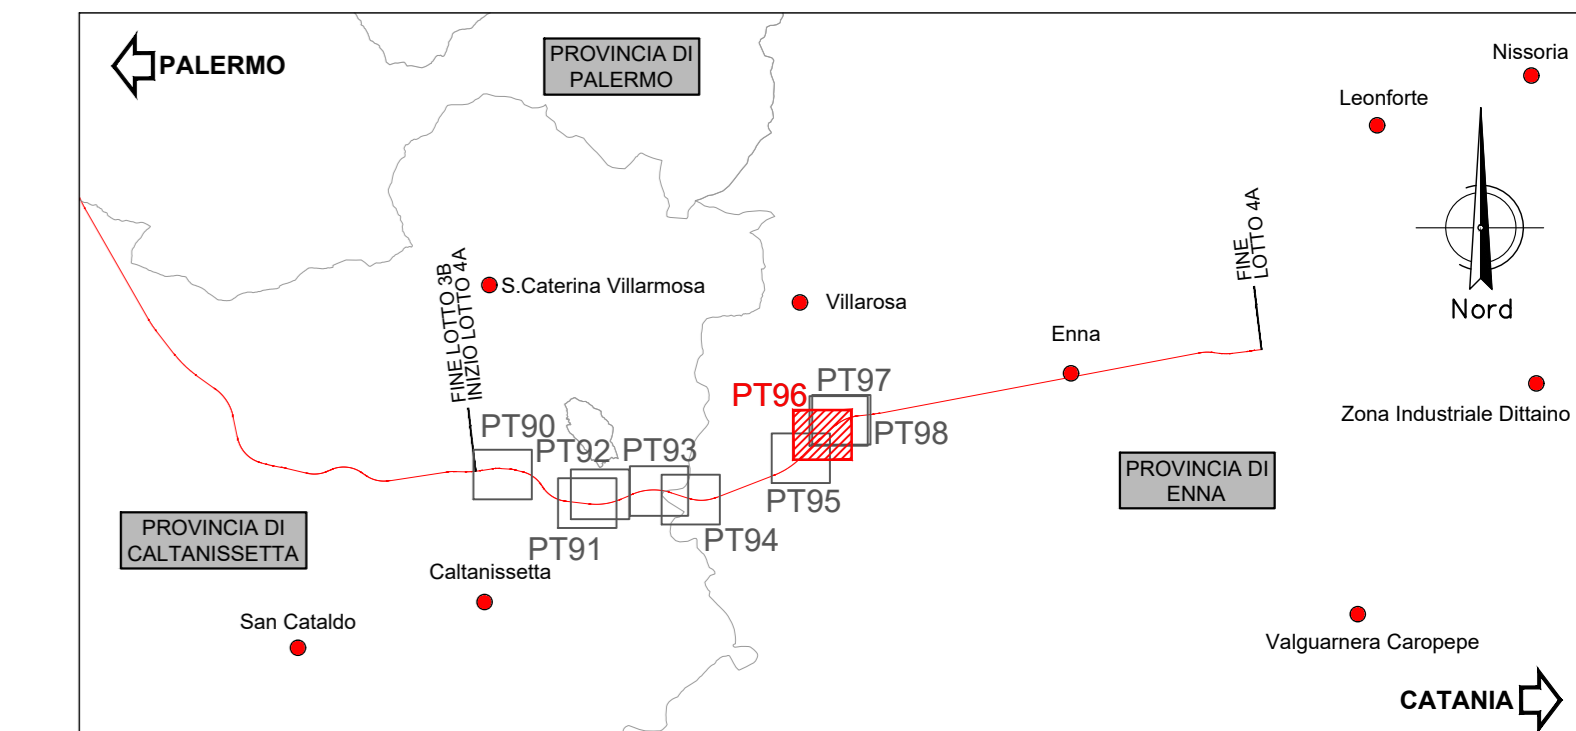 PALERMO
PROVINCIA DI
PALERMO
Nissoria
Leonforte
Nord
FINE
LOTTO 4A
FINE LOTTO 3B
INIZIO LOTTO 4A
S.Caterina Villarmosa
Villarosa
Enna
Zona Industriale Dittaino
PT96
PT97
PT98
PT90
PT92
PT93
PT95
PT91
PT94
PROVINCIA DI
ENNA
PROVINCIA DI
CALTANISSETTA
Caltanissetta
San Cataldo
Valguarnera Caropepe
CATANIA